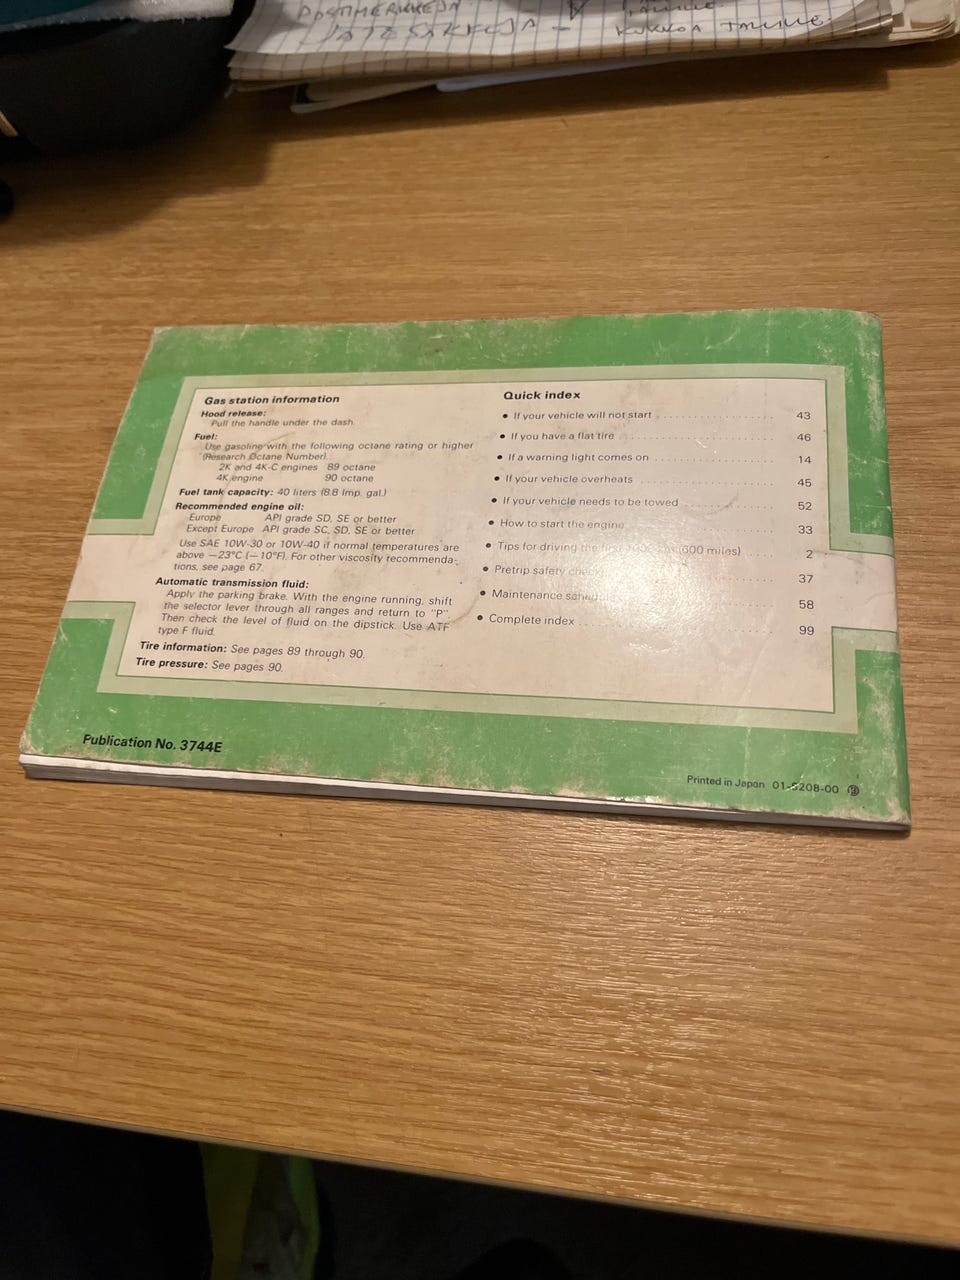 KUKKOA TAULUE.
Gas station information
Hood release:
Pull the handle under the dash
Fuel:
Use gasoline with the following octane rating or higher
(Research Octane Number).
2K and 4K-C engines 89 octane
4K engine 90 octane
Fuel tank capacity: 40 liters (8.8 Imp. gal.)
Recommended engine oil:
Europe API grade SD, SE or better
Except Europe API grade SC, SD, SE or better
Use SAE 10W-30 or 10W-40 if normal temperatures are
above −23°C (−10°F). For other viscosity recommenda-
tions, see page 67.
Automatic transmission fluid:
Apply the parking brake. With the engine running, shift
the selector lever through all ranges and return to "P".
Then check the level of fluid on the dipstick. Use ATF
type F fluid.
Tire information: See pages 89 through 90.
Tire pressure: See pages 90.
Quick index
• If your vehicle will not start 43
• If you have a flat tire 46
• If a warning light comes on 14
• If your vehicle overheats 45
• If your vehicle needs to be towed 52
• How to start the engine 33
• Tips for driving the first (600 miles) 2
• Pretrip safety check 37
• Maintenance schedule 58
• Complete index 99
Publication No. 3744E
Printed in Japan 01-5208-00